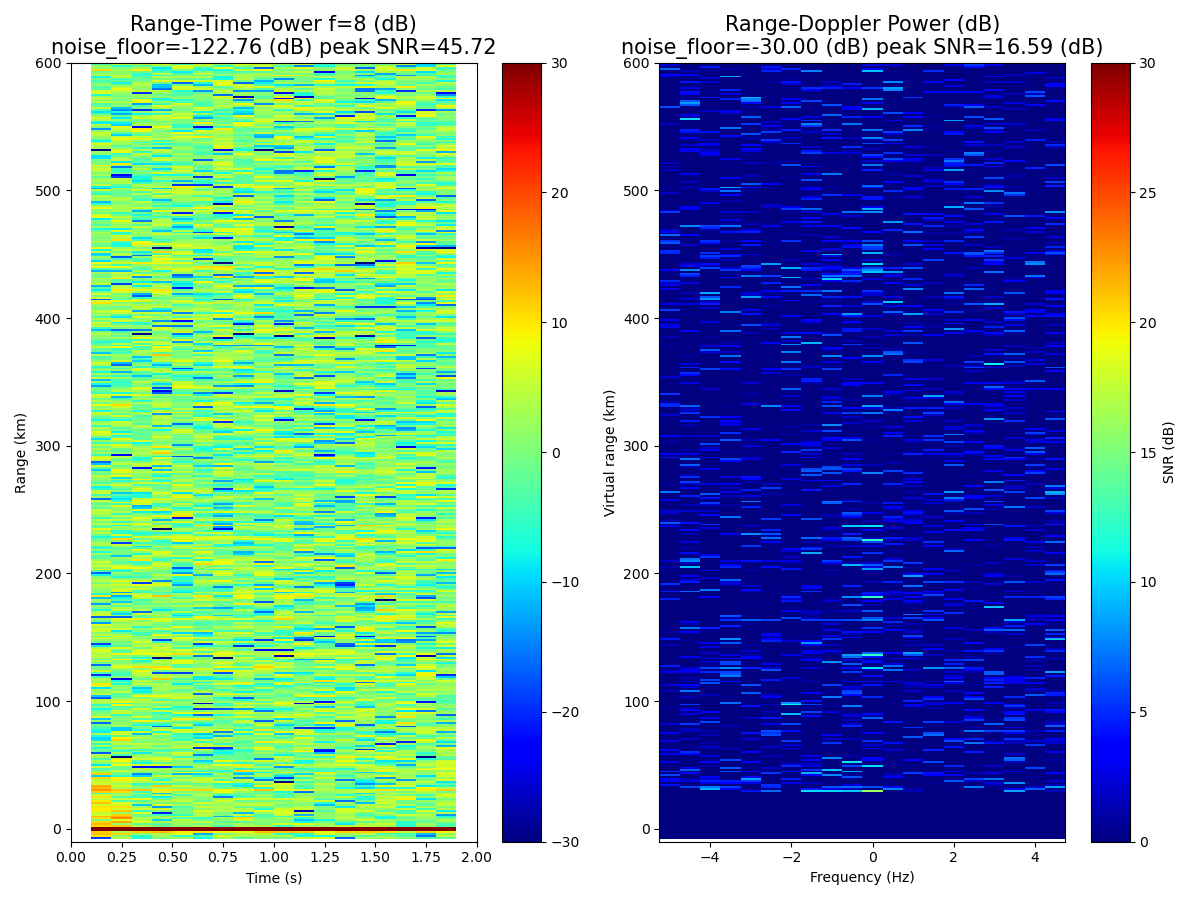 Range-Time Power f=8 (dB)
noise_floor=-122.76 (dB) peak SNR=45.72
600
500
400
300
200
100
0
Range (km)
0.00 0.25 0.50 0.75 1.00 1.25 1.50 1.75 2.00
Time (s)
30
20
10
0
−10
−20
−30
Range-Doppler Power (dB)
noise_floor=-30.00 (dB) peak SNR=16.59 (dB)
600
500
400
300
200
100
0
Virtual range (km)
−4 −2 0 2 4
Frequency (Hz)
30
25
20
15
10
5
0
SNR (dB)